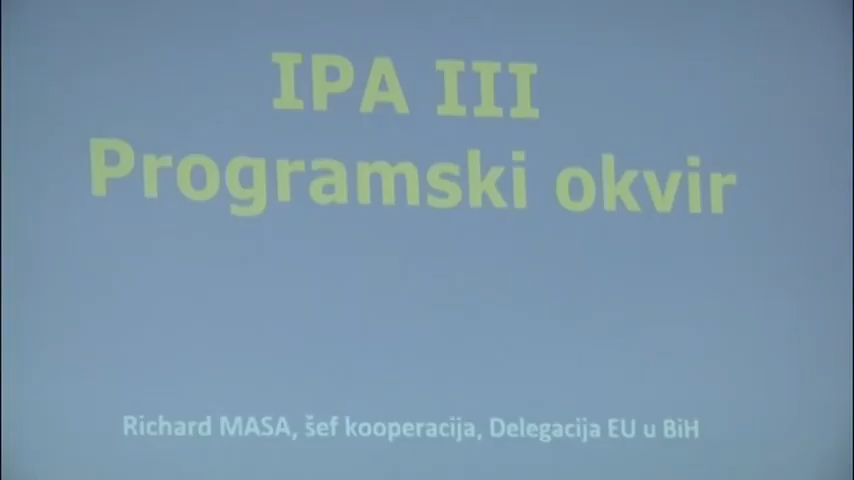 IPA III
Programski okvir
Richard MASA, šef kooperacija, Delegacija EU u BiH